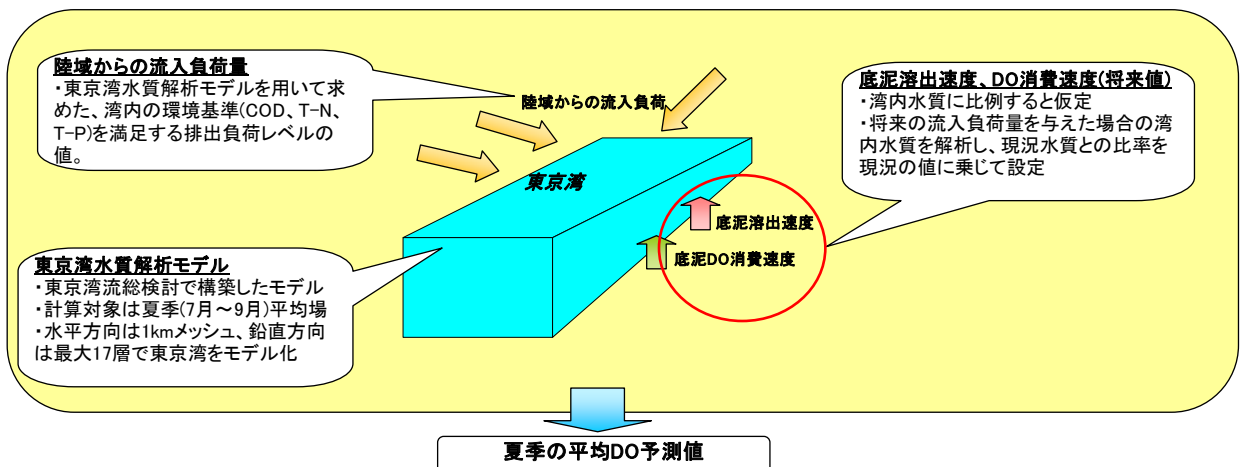 陸域からの流入負荷量
・東京湾水質解析モデルを用いて求
めた、湾内の環境基準(COD、T-N、
T-P)を満足する排出負荷レベルの
値。
陸域からの流入負荷
底泥溶出速度、DO消費速度(将来値)
・湾内水質に比例すると仮定
・将来の流入負荷量を与えた場合の湾
内水質を解析し、現況水質との比率を
現況の値に乗じて設定
東京湾
底泥溶出速度
底泥DO消費速度
東京湾水質解析モデル
・東京湾流総検討で構築したモデル
・計算対象は夏季(7月~9月)平均場
・水平方向は1kmメッシュ、鉛直方向
は最大17層で東京湾をモデル化
夏季の平均DO予測値